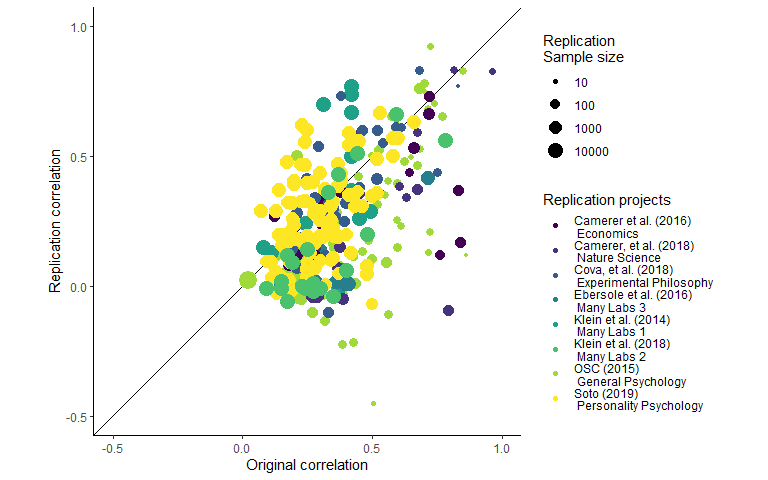 1.0
0.5
0.0
-0.5
Replication correlation
-0.5
0.0
0.5
1.0
Original correlation
Replication
Sample size
10
100
1000
10000
Replication projects
Camerer et al. (2016)
Economics
Camerer, et al. (2018)
Nature Science
Cova, et al. (2018)
Experimental Philosophy
Ebersole et al. (2016)
Many Labs 3
Klein et al. (2014)
Many Labs 1
Klein et al. (2018)
Many Labs 2
OSC (2015)
General Psychology
Soto (2019)
Personality Psychology